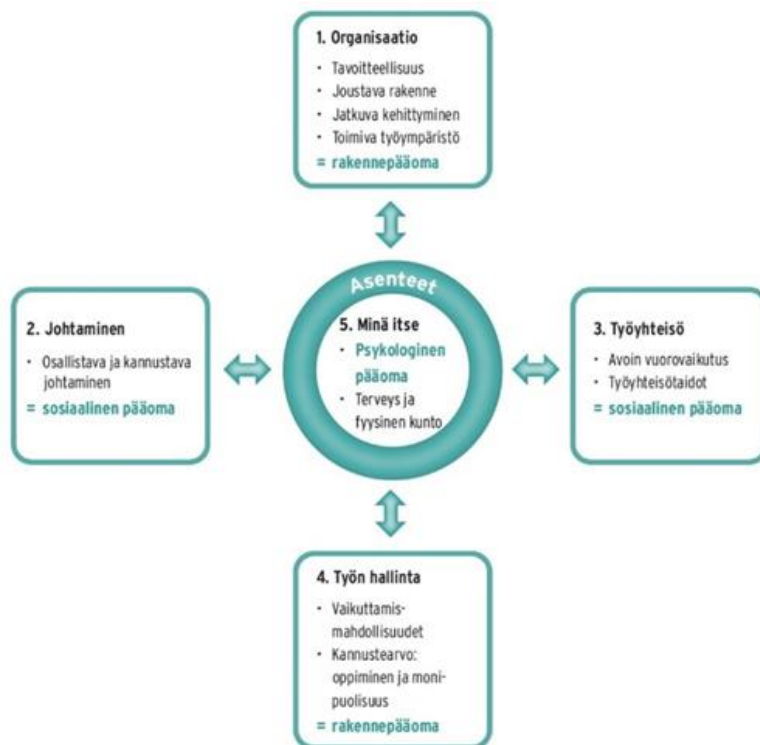 1. Organisaatio
• Tavoitteellisuus
• Joustava rakenne
• Jatkuva kehittyminen
• Toimiva työympäristö
= rakennepääoma
Asenteet
2. Johtaminen
• Osallistava ja kannustava
johtaminen
= sosiaalinen pääoma
5. Minä itse
• Psykologinen
pääoma
• Terveys ja
fyysinen kunto
3. Työyhteisö
• Avoin vuorovaikutus
• Työyhteisötaidot
= sosiaalinen pääoma
4. Työn hallinta
• Vaikuttamis-
mahdollisuudet
• Kannustearvo:
oppiminen ja moni-
puolisuus
= rakennepääoma